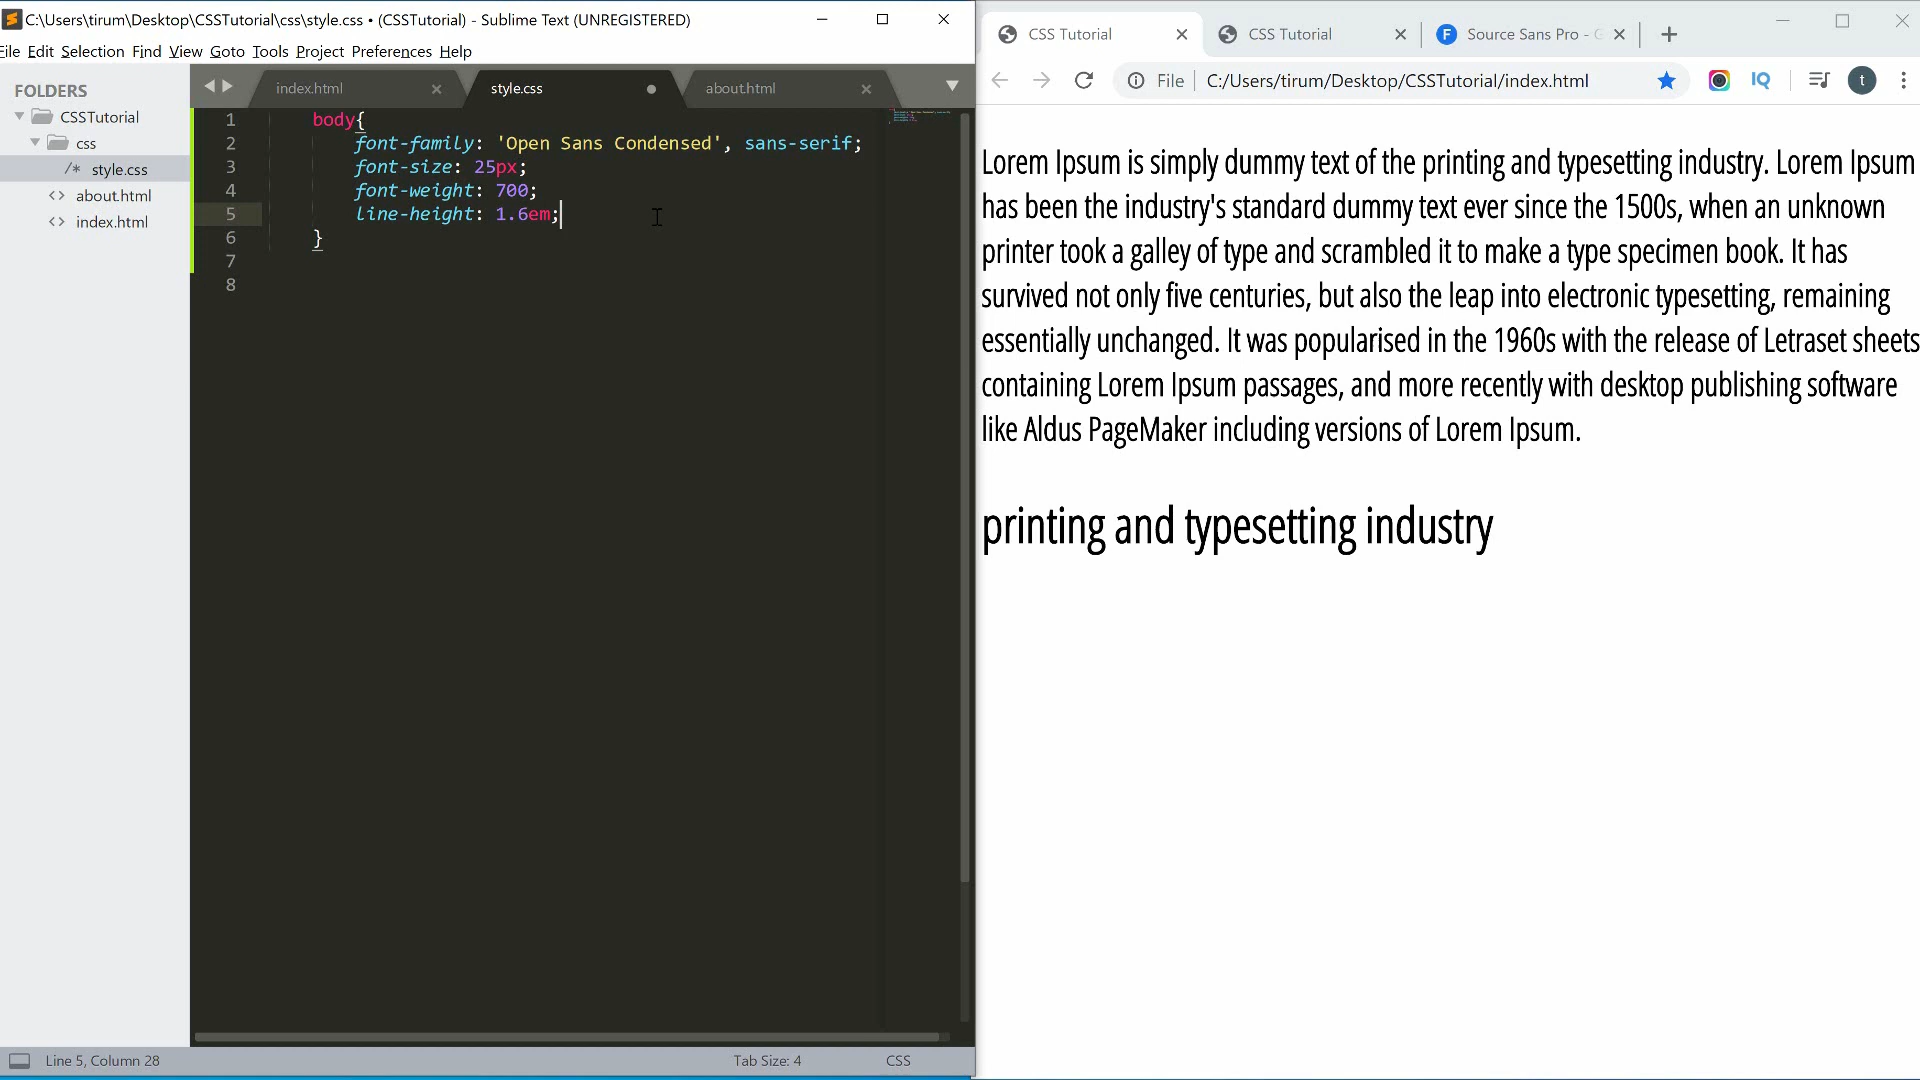 C:\Users\tirum\Desktop\CSSTutorial\css\style.css • (CSSTutorial) - Sublime Text (UNREGISTERED)
File Edit Selection Find View Goto Tools Project Preferences Help
FOLDERS
CSSTutorial
css
/* style.css
<> about.html
<> index.html
index.html
style.css
about.html
1 body{
2 font-family: 'Open Sans Condensed', sans-serif;
3 font-size: 25px;
4 font-weight: 700;
5 line-height: 1.6em;
6 }
7
8
Line 5, Column 28
Tab Size: 4
CSS
CSS Tutorial
CSS Tutorial
F Source Sans Pro - G
File C:/Users/tirum/Desktop/CSSTutorial/index.html
IQ
t
Lorem Ipsum is simply dummy text of the printing and typesetting industry. Lorem Ipsum
has been the industry's standard dummy text ever since the 1500s, when an unknown
printer took a galley of type and scrambled it to make a type specimen book. It has
survived not only five centuries, but also the leap into electronic typesetting, remaining
essentially unchanged. It was popularised in the 1960s with the release of Letraset sheets
containing Lorem Ipsum passages, and more recently with desktop publishing software
like Aldus PageMaker including versions of Lorem Ipsum.
printing and typesetting industry